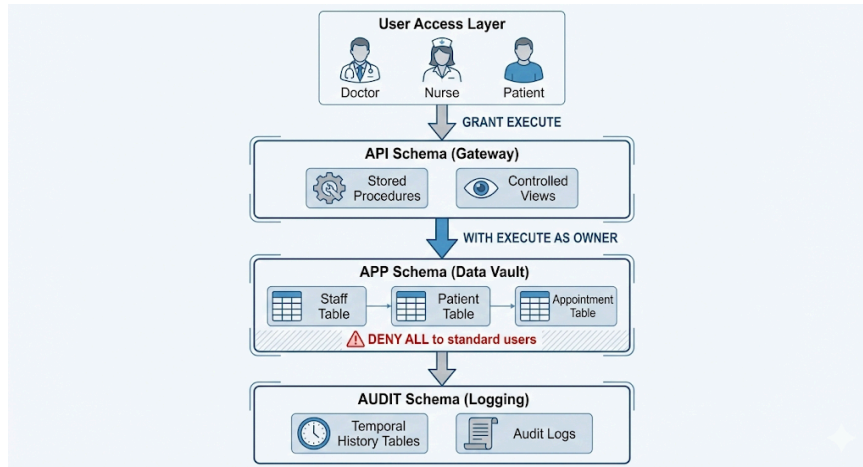 User Access Layer
Doctor
Nurse
Patient
GRANT EXECUTE
API Schema (Gateway)
Stored
Procedures
Controlled
Views
WITH EXECUTE AS OWNER
APP Schema (Data Vault)
Staff
Table
Patient
Table
Appointment
Table
DENY ALL to standard users
AUDIT Schema (Logging)
Temporal
History Tables
Audit Logs